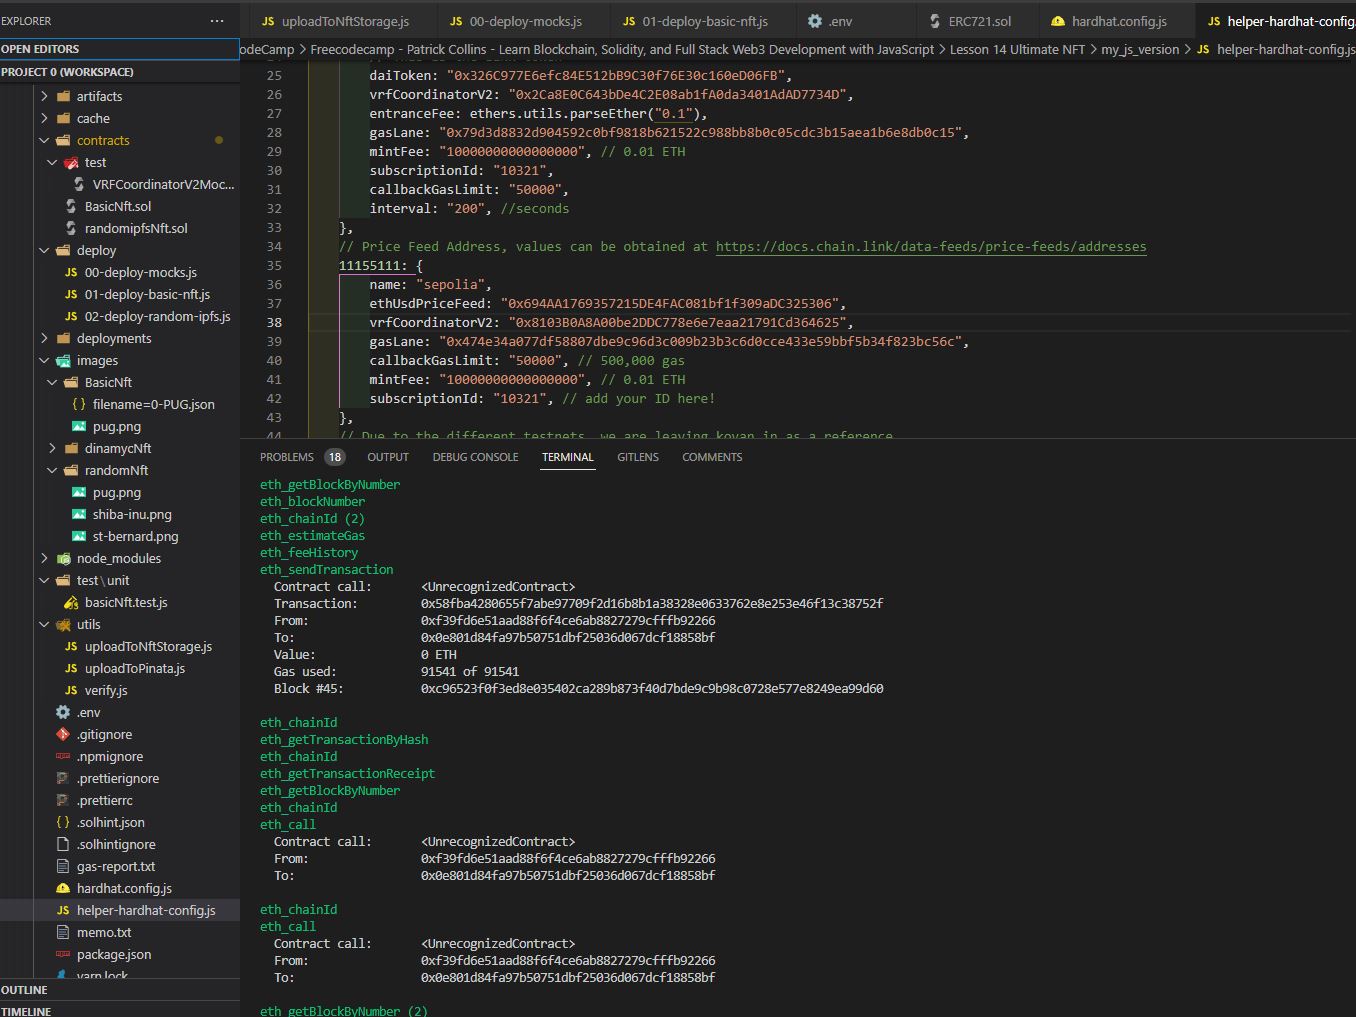 EXPLORER
···
JS uploadToNftStorage.js
JS 00-deploy-mocks.js
JS 01-deploy-basic-nft.js
.env
ERC721.sol
hardhat.config.js
JS helper-hardhat-config.
OPEN EDITORS
odeCamp > Freecodecamp - Patrick Collins - Learn Blockchain, Solidity, and Full Stack Web3 Development with JavaScript > Lesson 14 Ultimate NFT > my_js_version > JS helper-hardhat-config.js
PROJECT 0 (WORKSPACE)
artifacts
cache
contracts
test
VRFCoordinatorV2Moc...
BasicNft.sol
randomipfsNft.sol
deploy
JS 00-deploy-mocks.js
JS 01-deploy-basic-nft.js
JS 02-deploy-random-ipfs.js
deployments
images
BasicNft
{} filename=0-PUG.json
pug.png
dinamycNft
randomNft
pug.png
shiba-inu.png
st-bernard.png
node_modules
test\unit
basicNft.test.js
utils
JS uploadToNftStorage.js
JS uploadToPinata.js
JS verify.js
.env
.gitignore
.npmignore
.prettierignore
.prettierrc
{} .solhint.json
.solhintignore
gas-report.txt
hardhat.config.js
JS helper-hardhat-config.js
memo.txt
package.json
yarn.lock
OUTLINE
TIMELINE
25 daiToken: "0x326C977E6efc84E512bB9C30f76E30c160eD06FB",
26 vrfCoordinatorV2: "0x2Ca8E0C643bDe4C2E08ab1fA0da3401AdAD7734D",
27 entranceFee: ethers.utils.parseEther("0.1"),
28 gasLane: "0x79d3d8832d904592c0bf9818b621522c988bb8b0c05cdc3b15aea1b6e8db0c15",
29 mintFee: "10000000000000000", // 0.01 ETH
30 subscriptionId: "10321",
31 callbackGasLimit: "50000",
32 interval: "200", //seconds
33 },
34 // Price Feed Address, values can be obtained at https://docs.chain.link/data-feeds/price-feeds/addresses
35 11155111: {
36 name: "sepolia",
37 ethUsdPriceFeed: "0x694AA1769357215DE4FAC081bf1f309aDC325306",
38 vrfCoordinatorV2: "0x8103B0A8A00be2DDC778e6e7eaa21791Cd364625",
39 gasLane: "0x474e34a077df58807dbe9c96d3c009b23b3c6d0cce433e59bbf5b34f823bc56c",
40 callbackGasLimit: "50000", // 500,000 gas
41 mintFee: "10000000000000000", // 0.01 ETH
42 subscriptionId: "10321", // add your ID here!
43 },
44 // Due to the different testnets, we are leaving kovan in as a reference
PROBLEMS 18 OUTPUT DEBUG CONSOLE TERMINAL GITLENS COMMENTS
eth_getBlockByNumber
eth_blockNumber
eth_chainId (2)
eth_estimateGas
eth_feeHistory
eth_sendTransaction
Contract call: <UnrecognizedContract>
Transaction: 0x58fba4280655f7abe97709f2d16b8b1a38328e0633762e8e253e46f13c38752f
From: 0xf39fd6e51aad88f6f4ce6ab8827279cfffb92266
To: 0x0e801d84fa97b50751dbf25036d067dcf18858bf
Value: 0 ETH
Gas used: 91541 of 91541
Block #45: 0xc96523f0f3ed8e035402ca289b873f40d7bde9c9b98c0728e577e8249ea99d60
eth_chainId
eth_getTransactionByHash
eth_chainId
eth_getTransactionReceipt
eth_getBlockByNumber
eth_chainId
eth_call
Contract call: <UnrecognizedContract>
From: 0xf39fd6e51aad88f6f4ce6ab8827279cfffb92266
To: 0x0e801d84fa97b50751dbf25036d067dcf18858bf
eth_chainId
eth_call
Contract call: <UnrecognizedContract>
From: 0xf39fd6e51aad88f6f4ce6ab8827279cfffb92266
To: 0x0e801d84fa97b50751dbf25036d067dcf18858bf
eth_getBlockByNumber (2)